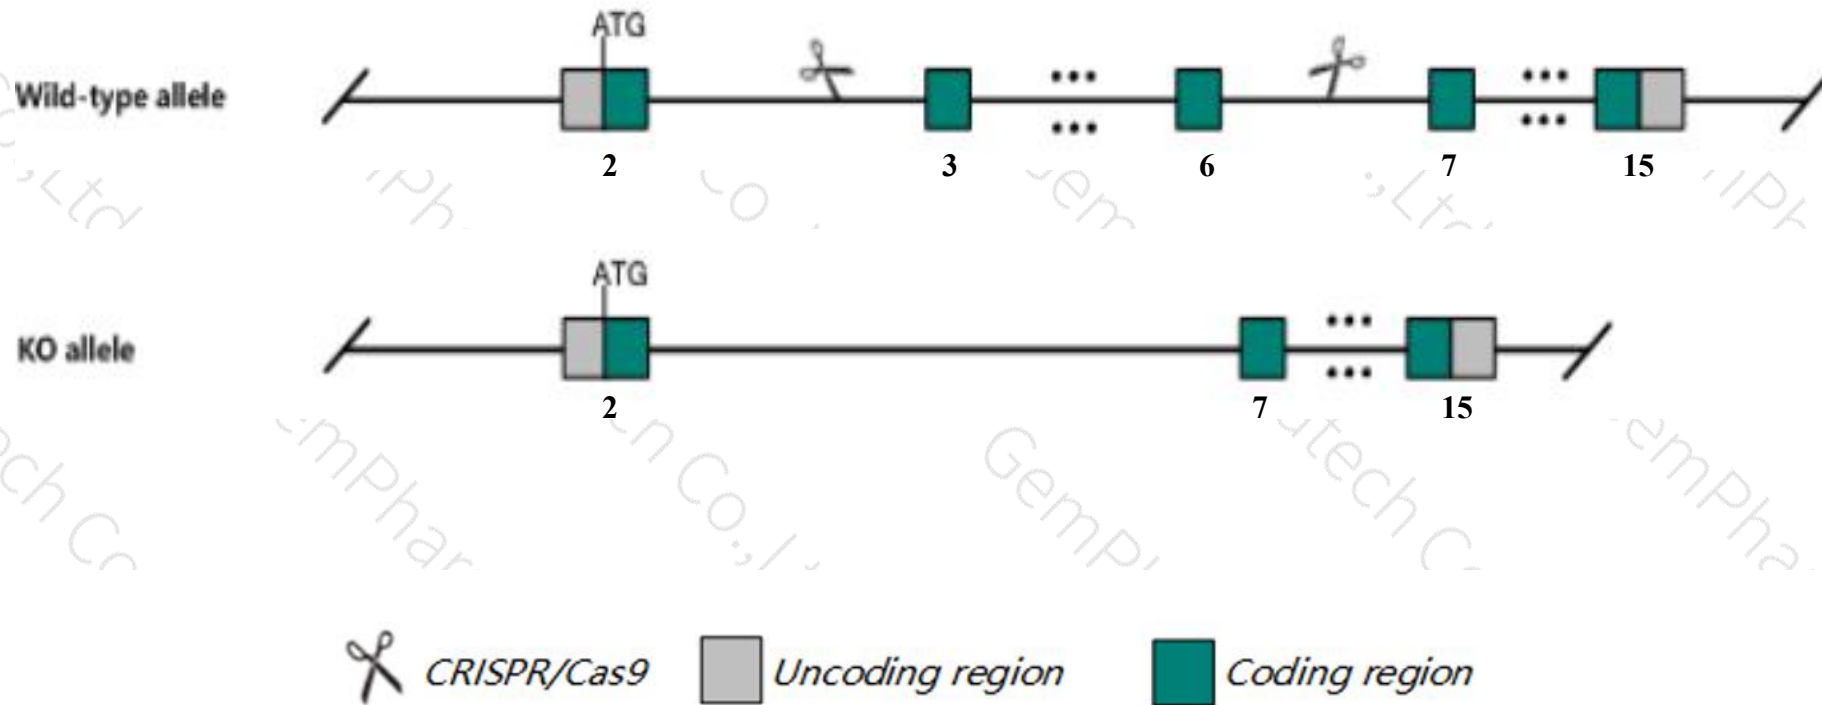 ATG
Wild-type allele
2 3 6 7 15
ATG
KO allele
2 7 15
GemPh
CRISPR/Cas9 Uncoding region Coding region